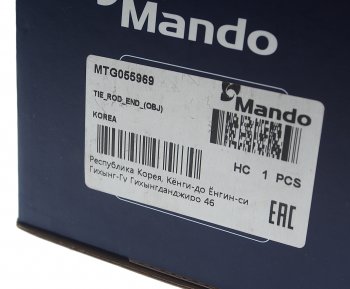 Mando
MTG055969
Mando
TIE_ROD_END_(OBJ)
KOREA
HC 1 PCS
Республика Корея, Кёнги-до Ёнгин-си
Гихынг-Гу Гихынгданджиро 46
EAC